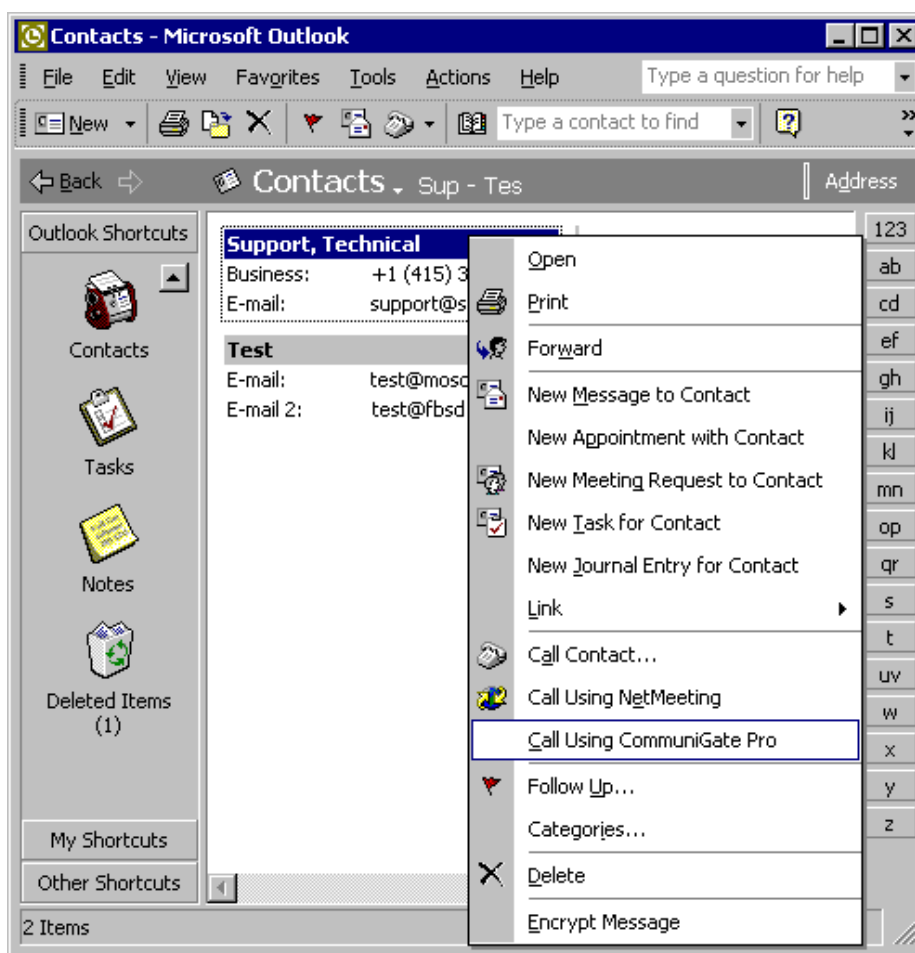 Contacts - Microsoft Outlook
File Edit View Favorites Tools Actions Help Type a question for help
New Type a contact to find
Back Contacts Sup - Tes Address
Outlook Shortcuts
Contacts
Tasks
Notes
Deleted Items
(1)
My Shortcuts
Other Shortcuts
Support, Technical
Business: +1 (415) 3
E-mail: support@s
Test
E-mail: test@mosc
E-mail 2: test@fbsd
Open
Print
Forward
New Message to Contact
New Appointment with Contact
New Meeting Request to Contact
New Task for Contact
New Journal Entry for Contact
Link
Call Contact...
Call Using NetMeeting
Call Using CommuniGate Pro
Follow Up...
Categories...
Delete
Encrypt Message
123
ab
cd
ef
gh
ij
kl
mn
op
qr
s
t
uv
w
x
y
z
2 Items